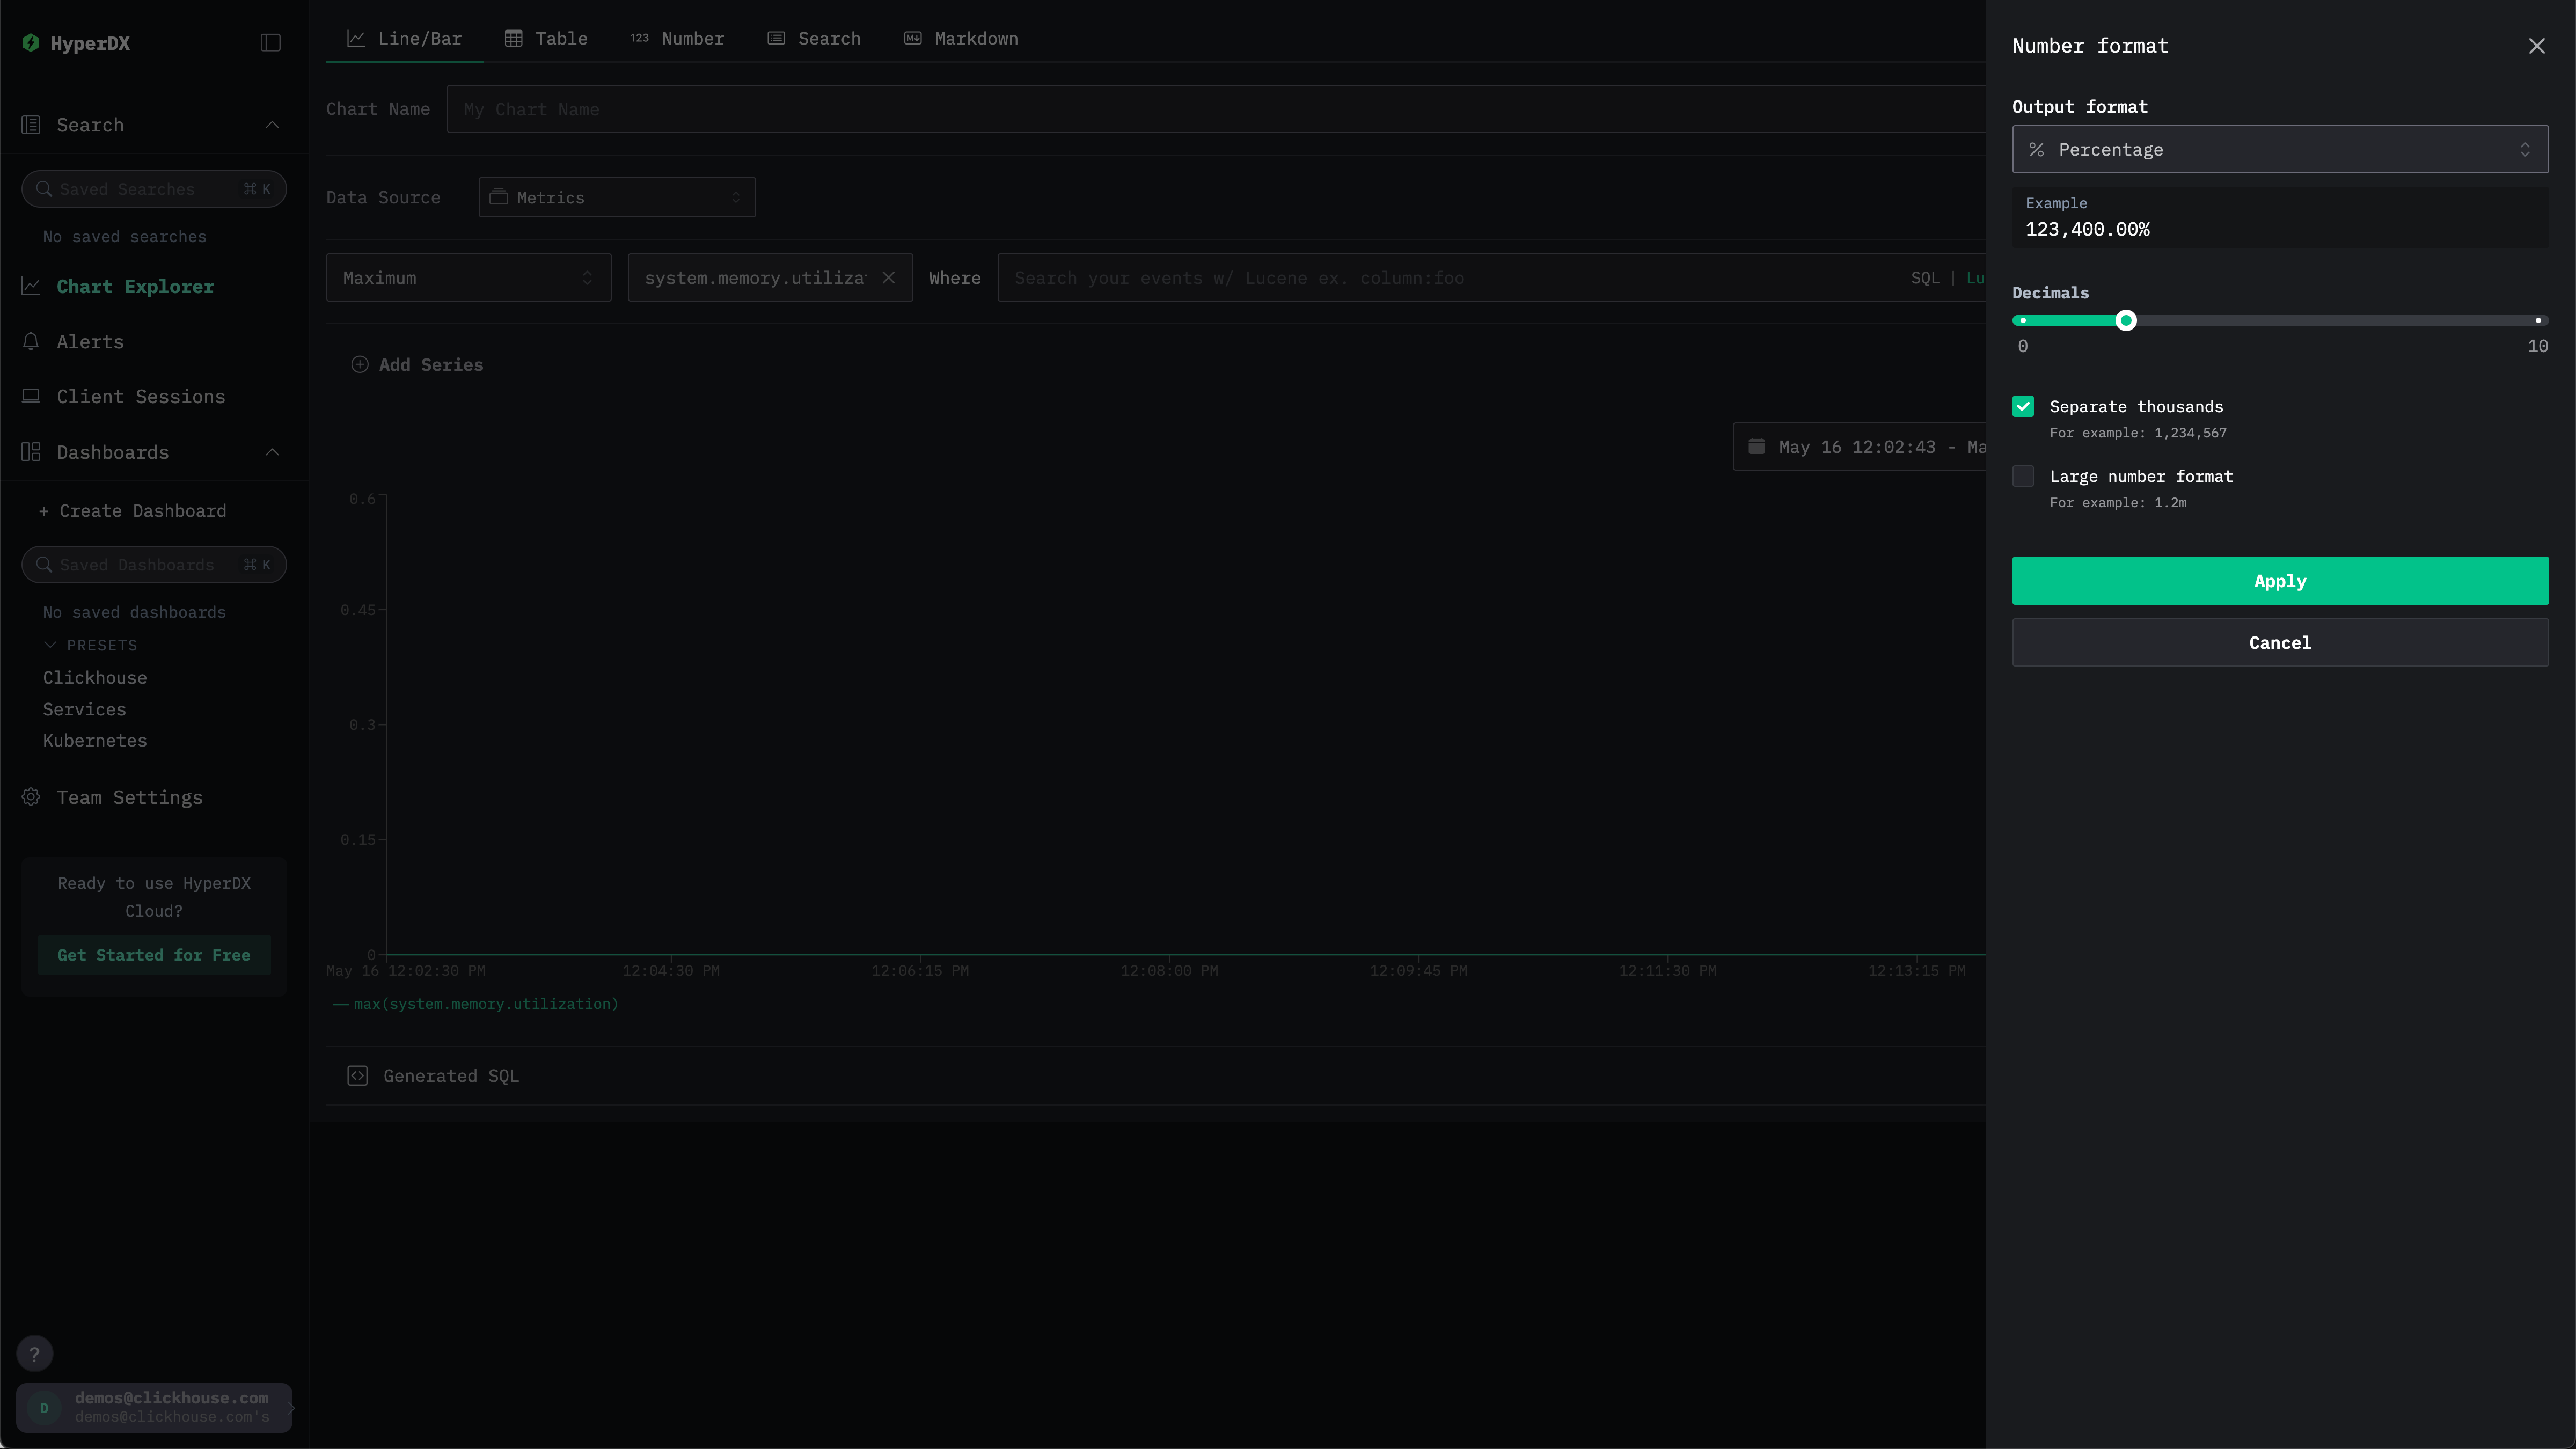 HyperDX
Search
Saved Searches ⌘ K
No saved searches
Chart Explorer
Alerts
Client Sessions
Dashboards
+ Create Dashboard
Saved Dashboards ⌘ K
No saved dashboards
PRESETS
Clickhouse
Services
Kubernetes
Team Settings
Ready to use HyperDX
Cloud?
Get Started for Free
?
D
demos@clickhouse.com
demos@clickhouse.com's
Line/Bar
Table
123 Number
Search
Markdown
Chart Name
My Chart Name
Data Source
Metrics
Maximum
system.memory.utiliza
Where
Search your events w/ Lucene ex. column:foo
SQL | Lu
Add Series
May 16 12:02:43 - Ma
0.6
0.45
0.3
0.15
0
May 16 12:02:30 PM
12:04:30 PM
12:06:15 PM
12:08:00 PM
12:09:45 PM
12:11:30 PM
12:13:15 PM
max(system.memory.utilization)
Generated SQL
Number format
Output format
% Percentage
Example
123,400.00%
Decimals
0
10
Separate thousands
For example: 1,234,567
Large number format
For example: 1.2m
Apply
Cancel